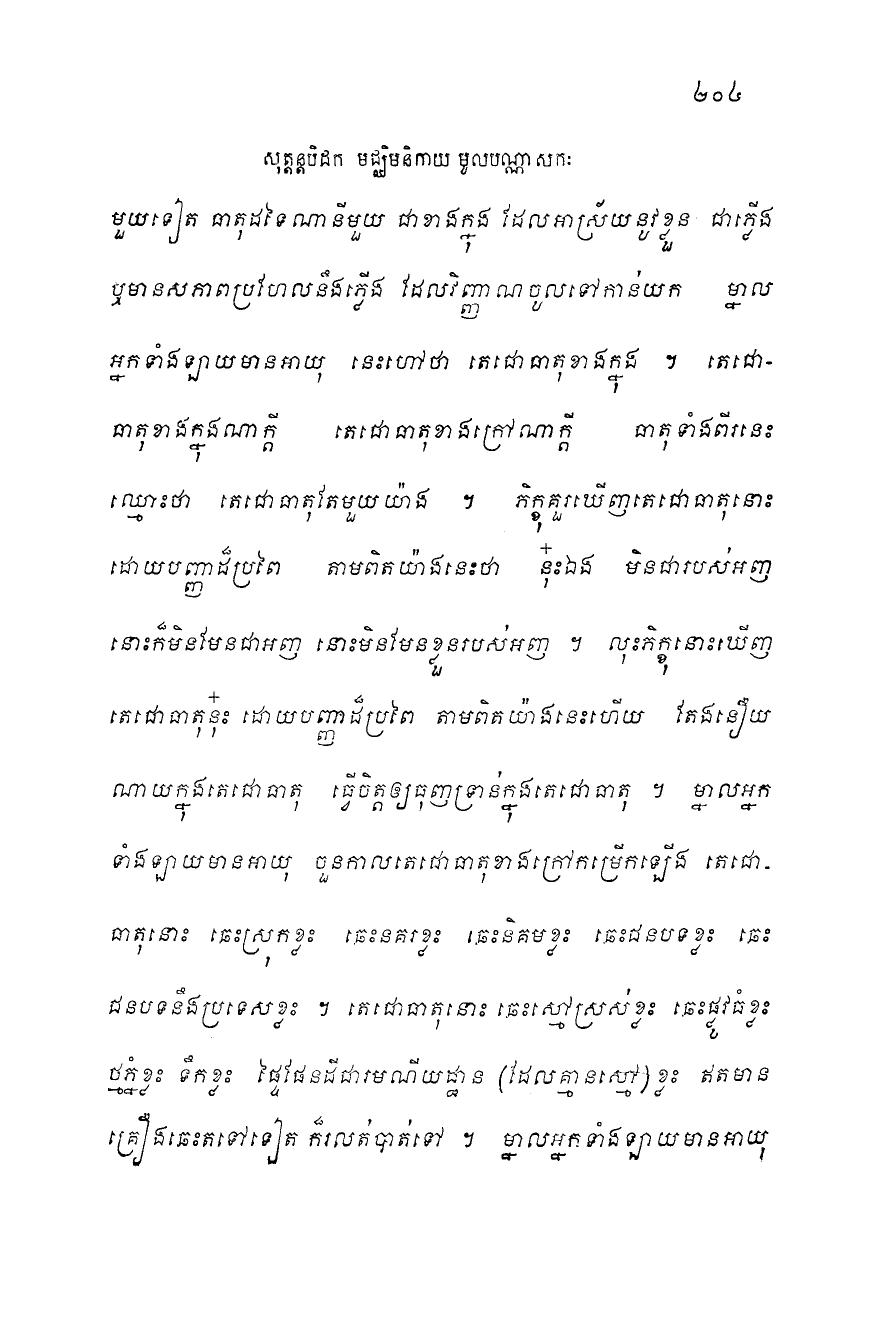 ២០៤
សុត្តន្តបិដក មជ្ឈិមនិកាយ មូលបណ្ណាសកៈ
មួយទៀត ធាតុដទៃណានីមួយ ជាខាងក្នុង ដែលអាស្រ័យនូវខ្លួន ជាភ្លើង
ឬមានសភាពប្រហែលនឹងភ្លើង ដែលវិញ្ញាណចូលទៅកាន់យក ម្នាល
អ្នកទាំងឡាយមានអាយុ នេះហៅថា តេជោធាតុខាងក្នុង ។ តេជោ-
ធាតុខាងក្នុងណាក្តី តេជោធាតុខាងក្រៅណាក្តី ធាតុទាំងពីរនេះ
ឈ្មោះថា តេជោធាតុតែមួយយ៉ាង ។ ភិក្ខុគួរឃើញតេជោធាតុនោះ
ដោយបញ្ញាដ៏ប្រពៃ តាមពិតយ៉ាងនេះថា នុ៎ះឯង មិនជារបស់អញ
នោះក៏មិនមែនជាអញ នោះមិនមែនខ្លួនរបស់អញ ។ លុះភិក្ខុនោះឃើញ
តេជោធាតុនុ៎ះ ដោយបញ្ញាដ៏ប្រពៃ តាមពិតយ៉ាងនេះហើយ តែងនឿយ
ណាយក្នុងតេជោធាតុ ធ្វើចិត្តឲ្យធុញទ្រាន់ក្នុងតេជោធាតុ ។ ម្នាលអ្នក
ទាំងឡាយមានអាយុ ចួនកាលតេជោធាតុខាងក្រៅកម្រើកឡើង តេជោ-
ធាតុនោះ ឆេះស្រុកខ្លះ ឆេះនគរខ្លះ ឆេះនិគមខ្លះ ឆេះជនបទខ្លះ ឆេះ
ជនបទនឹងប្រទេសខ្លះ ។ តេជោធាតុនោះ ឆេះស្មៅស្រស់ខ្លះ ឆេះផ្លូវធំខ្លះ
ថ្មភ្នំខ្លះ ទឹកខ្លះ ផ្ទៃផែនដីជារមណីយដ្ឋាន (ដែលគ្មានស្មៅ) ខ្លះ ឥតមាន
គ្រឿងឆេះតទៅទៀត ក៏រលត់បាត់ទៅ ។ ម្នាលអ្នកទាំងឡាយមានអាយុ